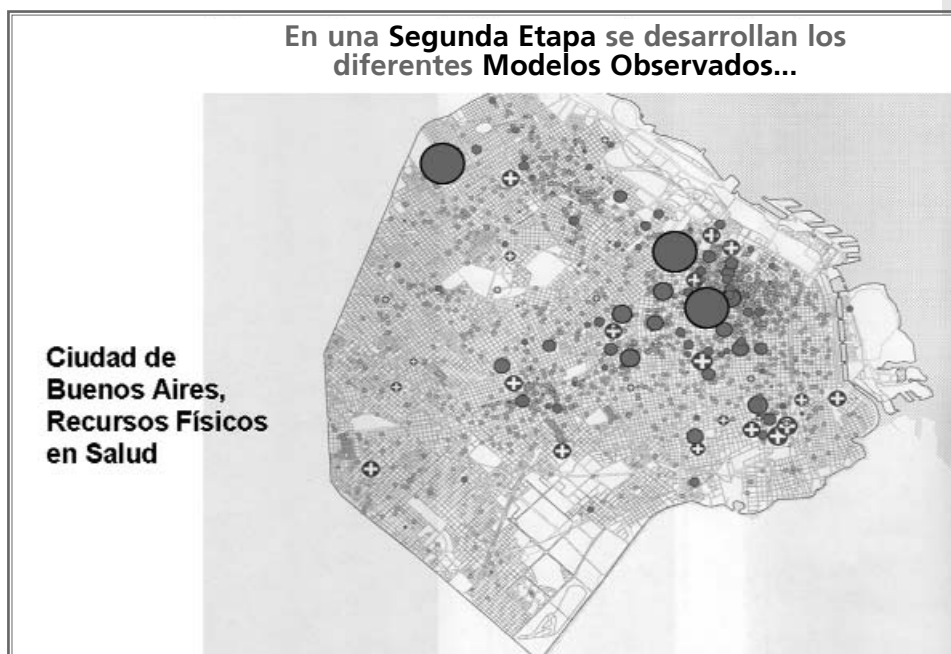 En una Segunda Etapa se desarrollan los
diferentes Modelos Observados...
Ciudad de
Buenos Aires,
Recursos Físicos
en Salud